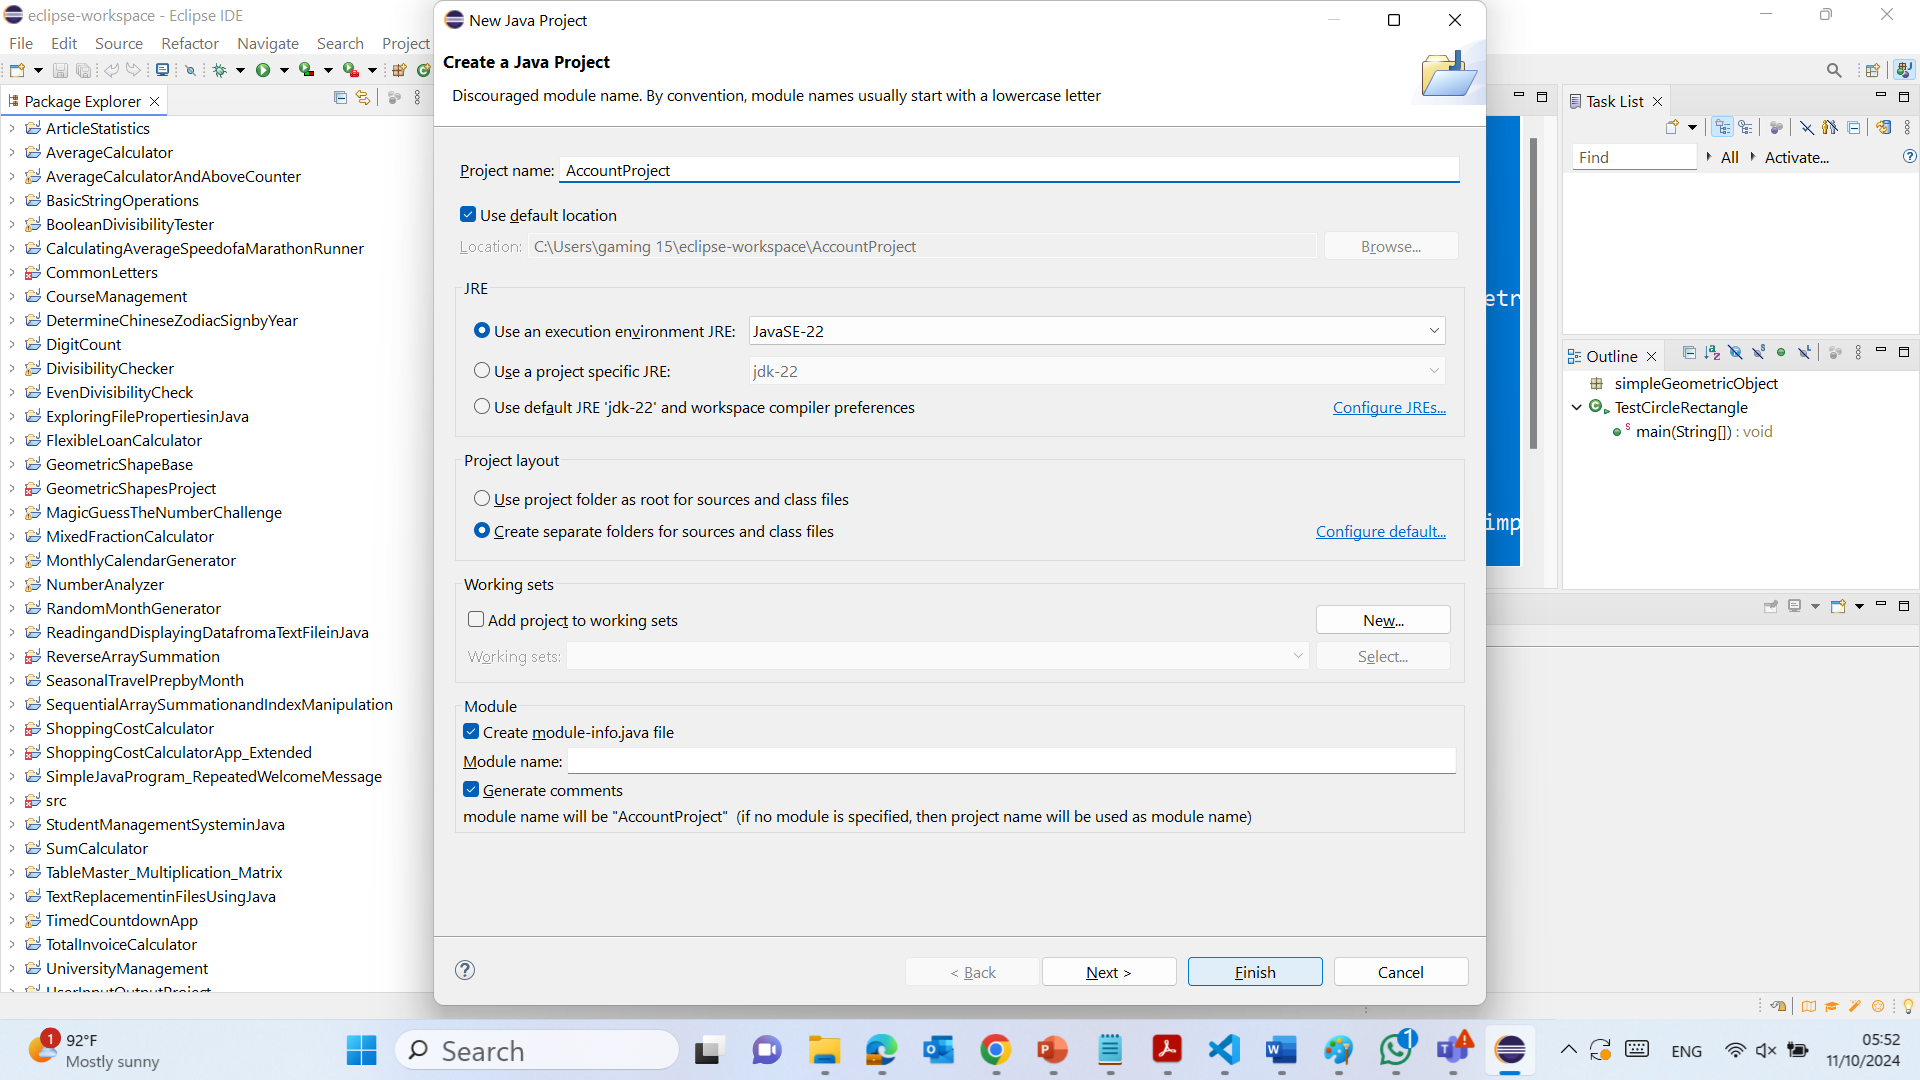 eclipse-workspace - Eclipse IDE
File Edit Source Refactor Navigate Search Project
Package Explorer
ArticleStatistics
AverageCalculator
AverageCalculatorAndAboveCounter
BasicStringOperations
BooleanDivisibilityTester
CalculatingAverageSpeedofaMarathonRunner
CommonLetters
CourseManagement
DetermineChineseZodiacSignbyYear
DigitCount
DivisibilityChecker
EvenDivisibilityCheck
ExploringFilePropertiesinJava
FlexibleLoanCalculator
GeometricShapeBase
GeometricShapesProject
MagicGuessTheNumberChallenge
MixedFractionCalculator
MonthlyCalendarGenerator
NumberAnalyzer
RandomMonthGenerator
ReadingandDisplayingDatafromaTextFileinJava
ReverseArraySummation
SeasonalTravelPrepbyMonth
SequentialArraySummationandIndexManipulation
ShoppingCostCalculator
ShoppingCostCalculatorApp_Extended
SimpleJavaProgram_RepeatedWelcomeMessage
src
StudentManagementSysteminJava
SumCalculator
TableMaster_Multiplication_Matrix
TextReplacementinFilesUsingJava
TimedCountdownApp
TotalInvoiceCalculator
UniversityManagement
UserInputOutputProject
New Java Project
Create a Java Project
Discouraged module name. By convention, module names usually start with a lowercase letter
Project name: AccountProject
Use default location
Location: C:\Users\gaming 15\eclipse-workspace\AccountProject Browse...
JRE
Use an execution environment JRE: JavaSE-22
Use a project specific JRE: jdk-22
Use default JRE 'jdk-22' and workspace compiler preferences Configure JREs...
Project layout
Use project folder as root for sources and class files
Create separate folders for sources and class files Configure default...
Working sets
Add project to working sets New...
Working sets: Select...
Module
Create module-info.java file
Module name:
Generate comments
module name will be "AccountProject" (if no module is specified, then project name will be used as module name)
< Back Next > Finish Cancel
etr
imp
Task List
Find All Activate...
Outline
simpleGeometricObject
TestCircleRectangle
main(String[]) : void
1
92°F
Mostly sunny
Search
1
ENG
05:52
11/10/2024